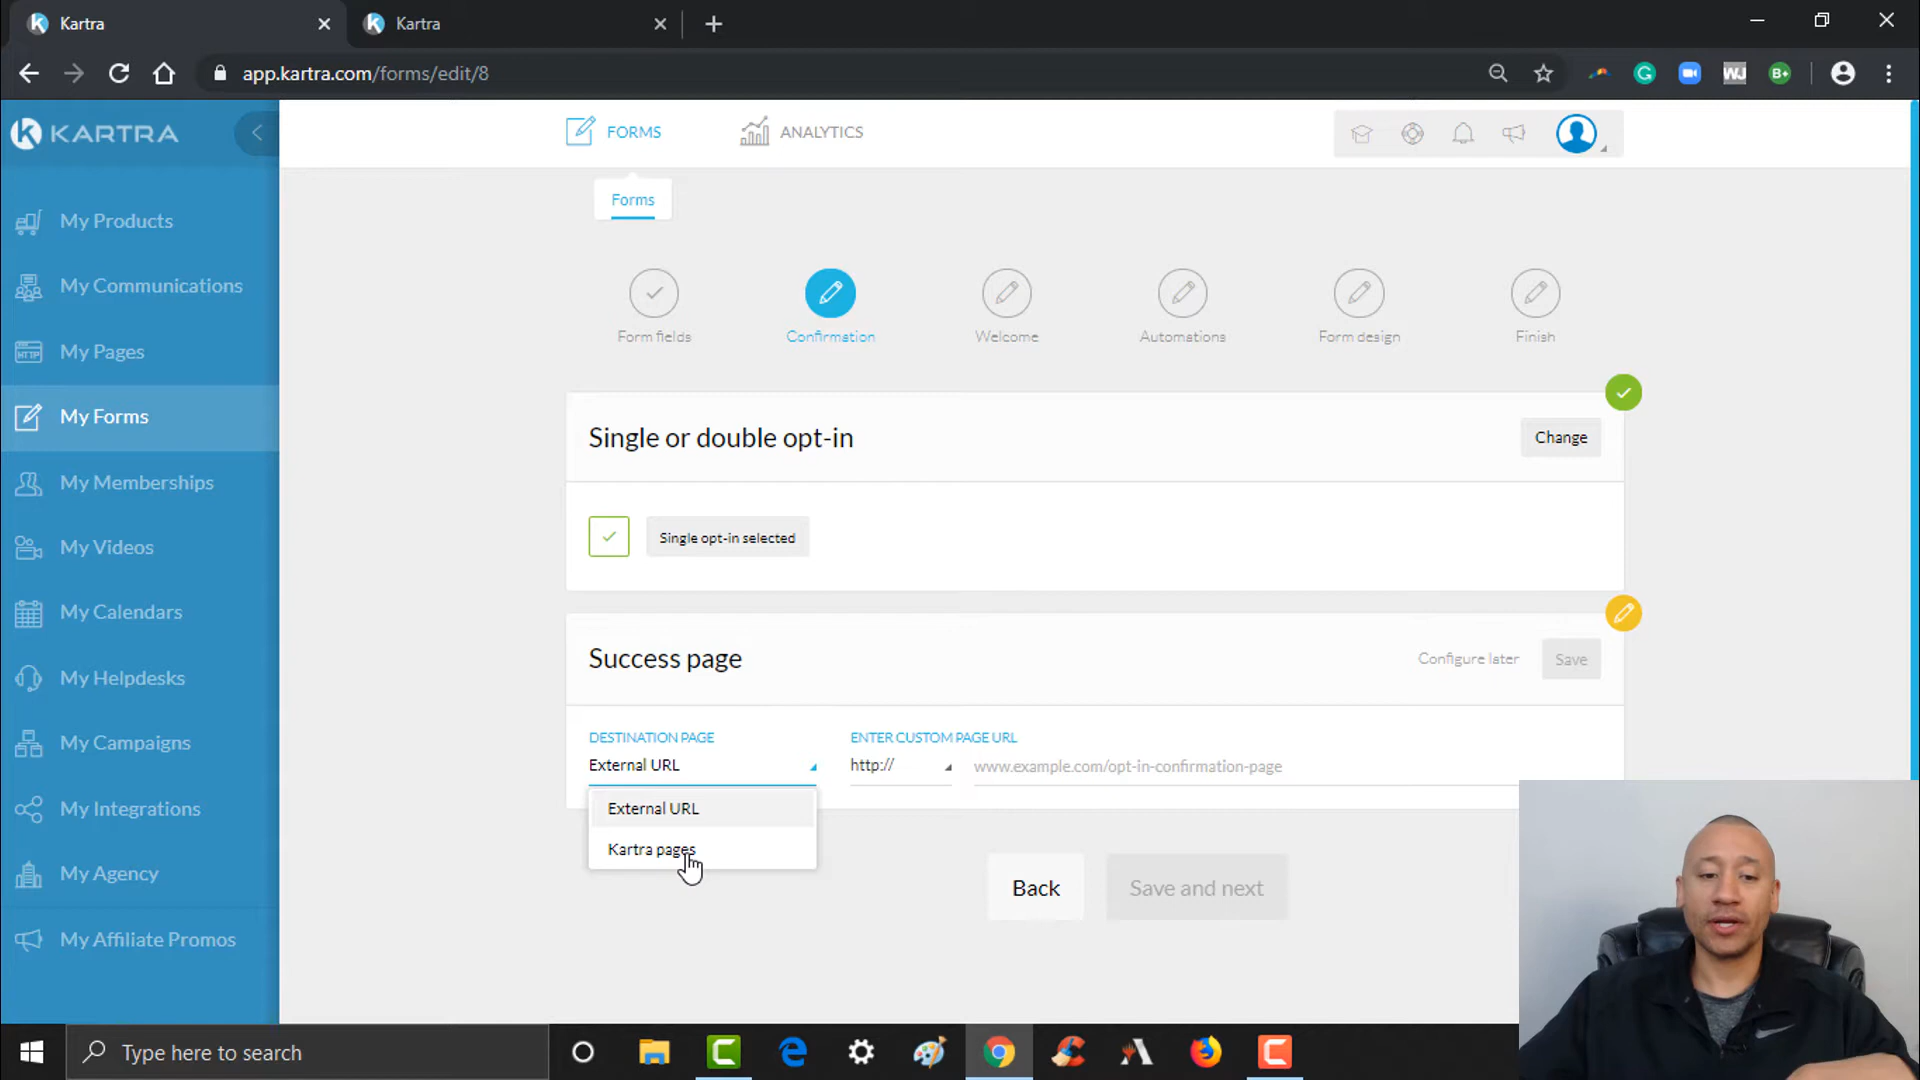 Kartra
Kartra
app.kartra.com/forms/edit/8
WJ
B+
KARTRA
FORMS
ANALYTICS
My Products
My Communications
My Pages
My Forms
My Memberships
My Videos
My Calendars
My Helpdesks
My Campaigns
My Integrations
My Agency
My Affiliate Promos
Forms
Form fields
Confirmation
Welcome
Automations
Form design
Finish
Single or double opt-in
Change
Single opt-in selected
Success page
Configure later
Save
DESTINATION PAGE
ENTER CUSTOM PAGE URL
External URL
http://
www.example.com/opt-in-confirmation-page
External URL
Kartra pages
Back
Save and next
Type here to search